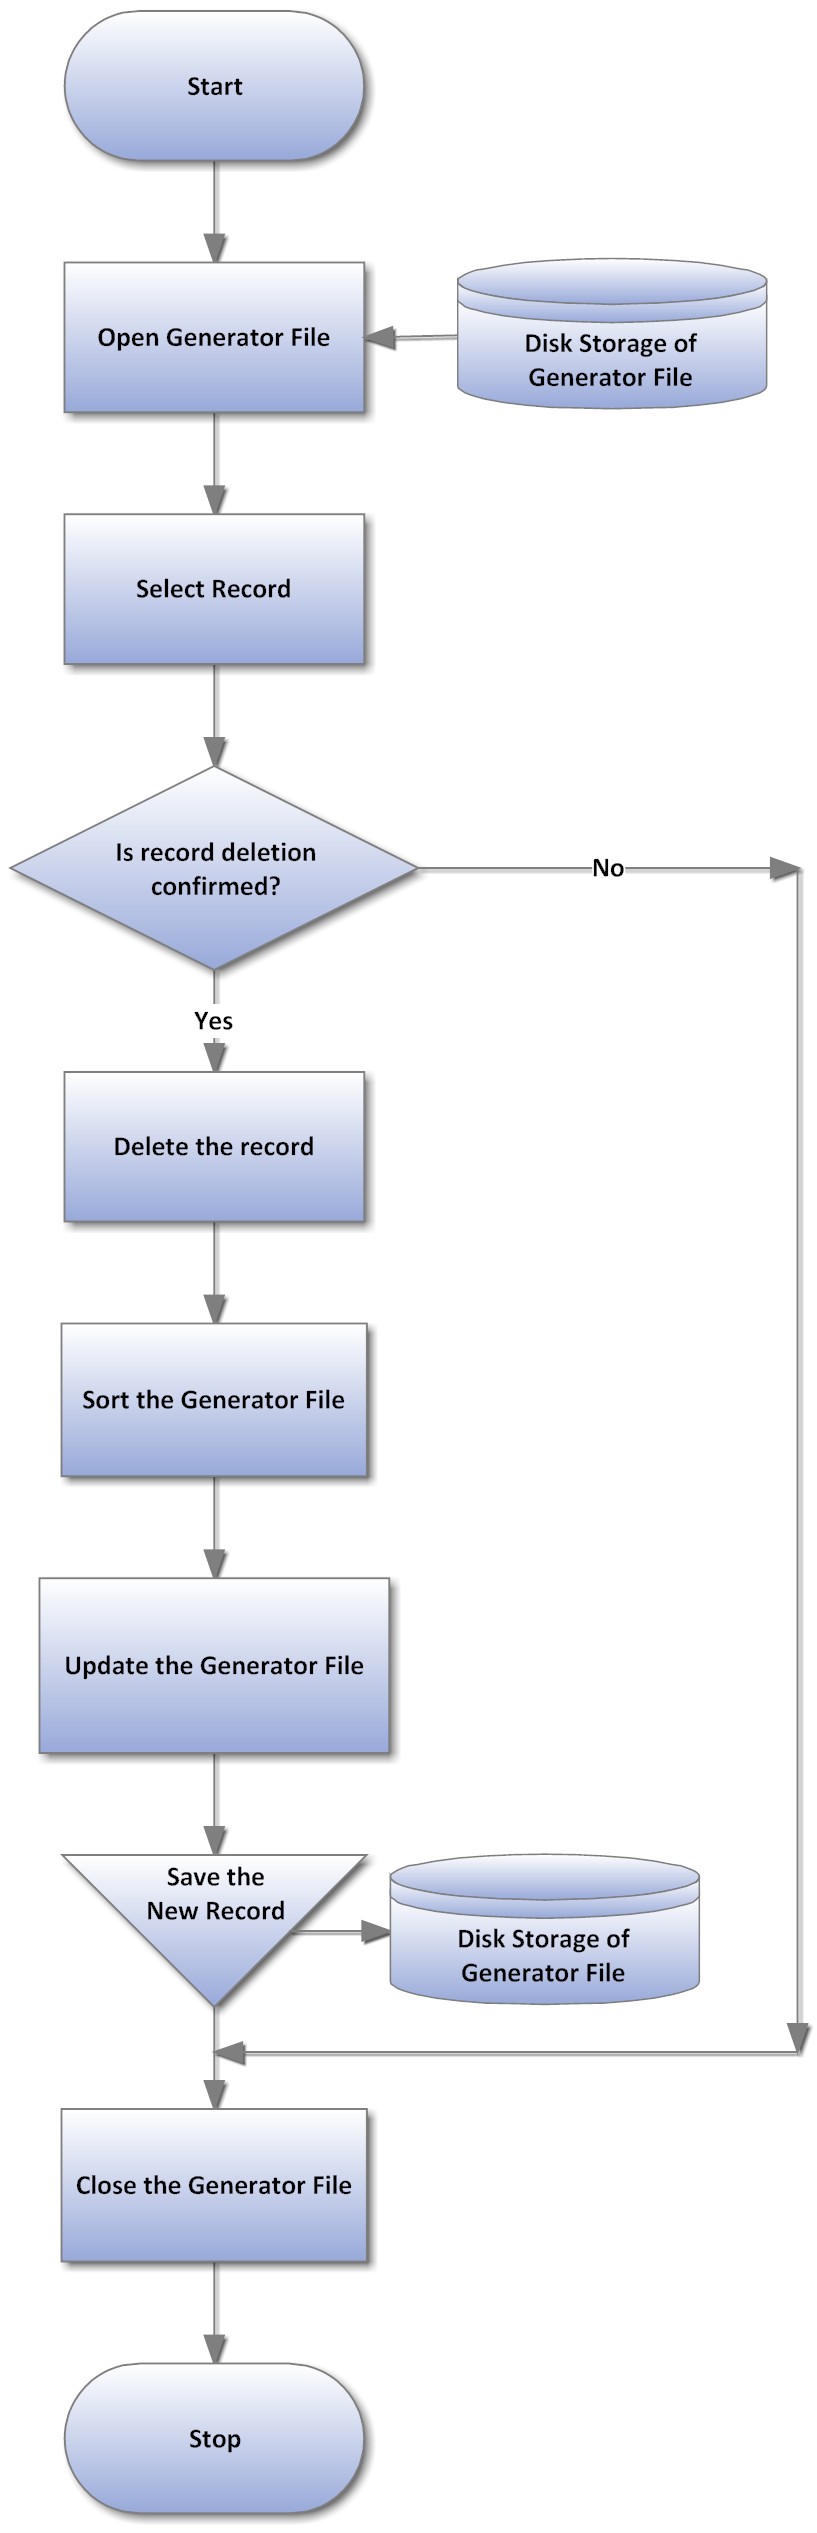 Start
Open Generator File
Disk Storage of
Generator File
Select Record
Is record deletion
confirmed?
No
Yes
Delete the record
Sort the Generator File
Update the Generator File
Save the
New Record
Disk Storage of
Generator File
Close the Generator File
Stop